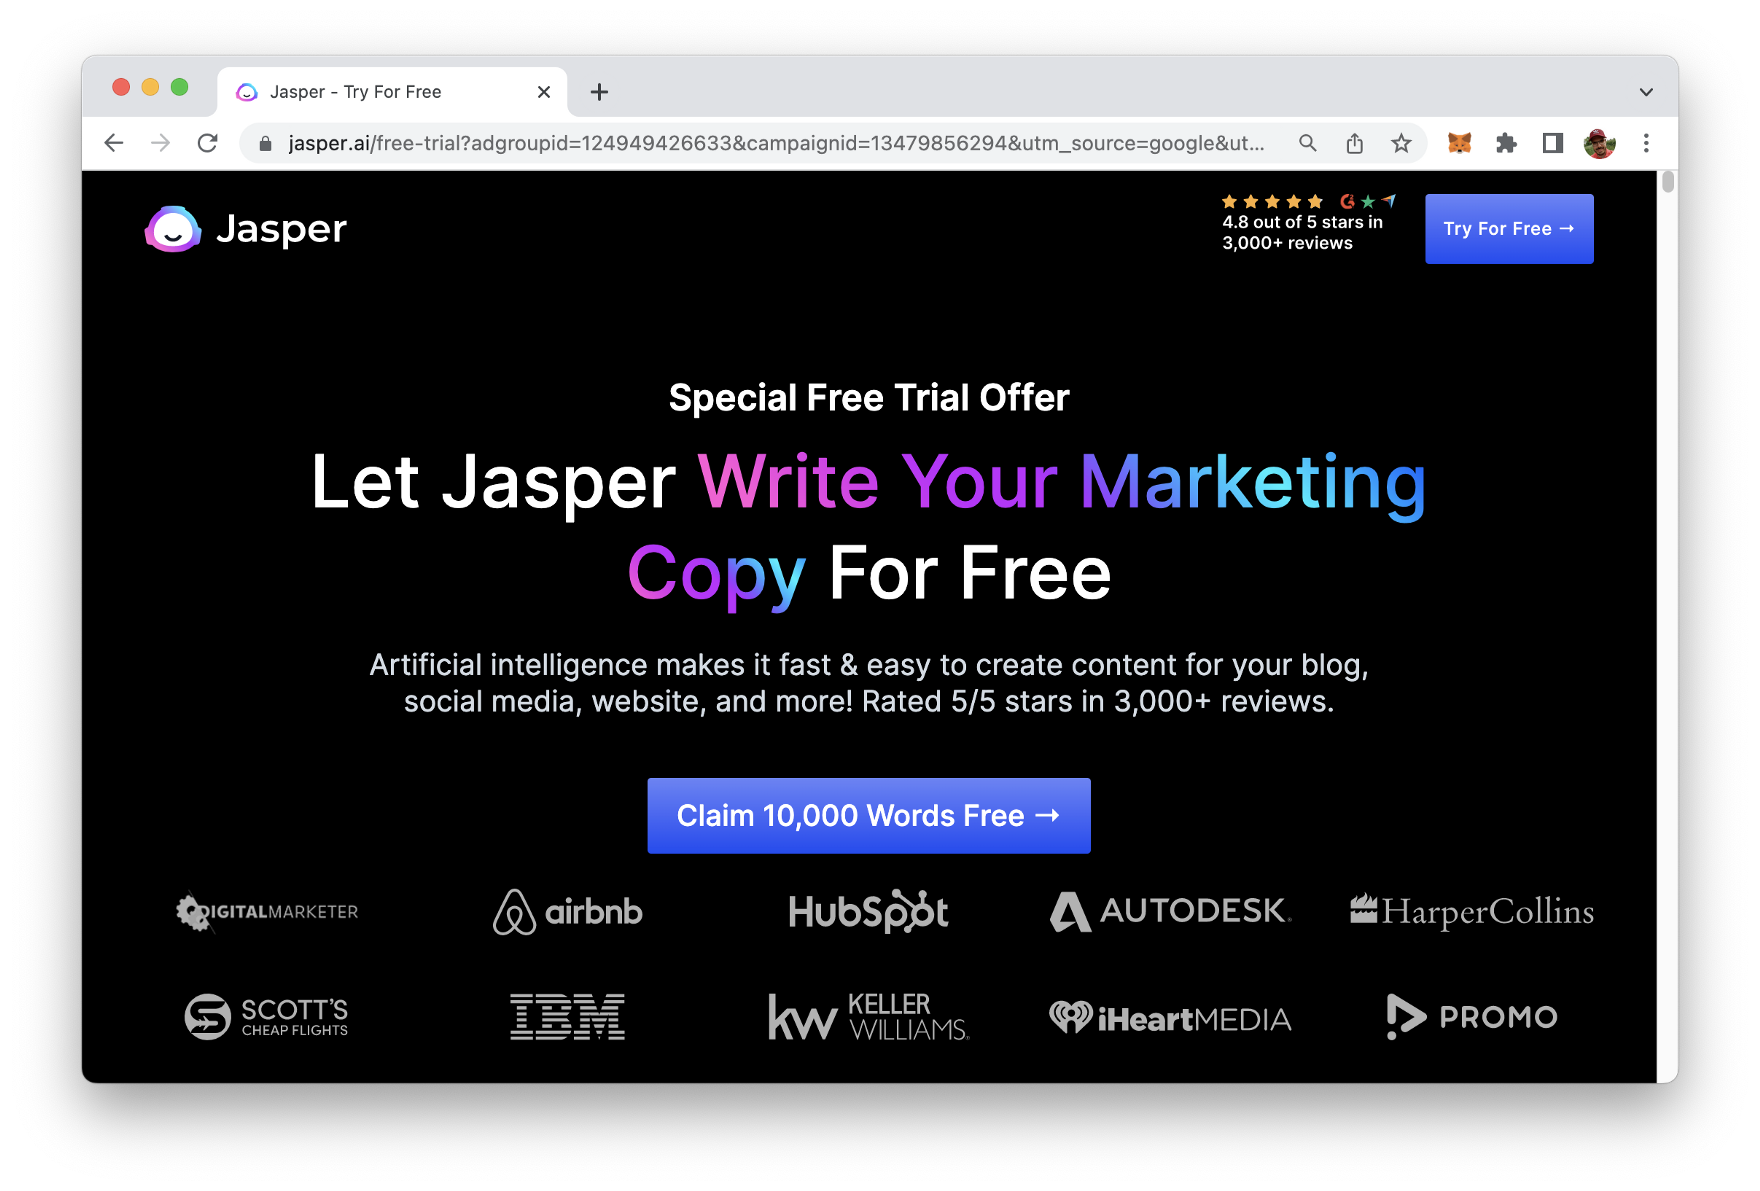 Jasper - Try For Free
jasper.ai/free-trial?adgroupid=124949426633&campaignid=13479856294&utm_source=google&ut...
Jasper
4.8 out of 5 stars in
3,000+ reviews
Try For Free →
Special Free Trial Offer
Let Jasper Write Your Marketing
Copy For Free
Artificial intelligence makes it fast & easy to create content for your blog,
social media, website, and more! Rated 5/5 stars in 3,000+ reviews.
Claim 10,000 Words Free →
DIGITALMARKETER
airbnb
HubSpot
AUTODESK.
HarperCollins
SCOTT'S
CHEAP FLIGHTS
IBM
kw KELLER
WILLIAMS.
iHeartMEDIA
PROMO